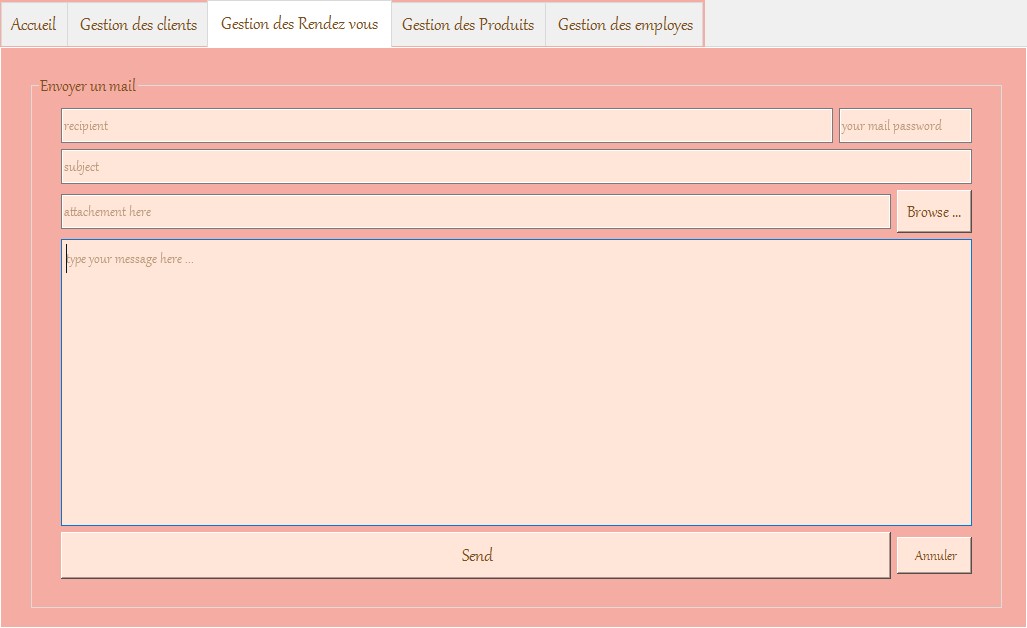 Accueil Gestion des clients Gestion des Rendez vous Gestion des Produits Gestion des employes
Envoyer un mail
recipient your mail password
subject
attachement here Browse ...
type your message here ...
Send Annuler